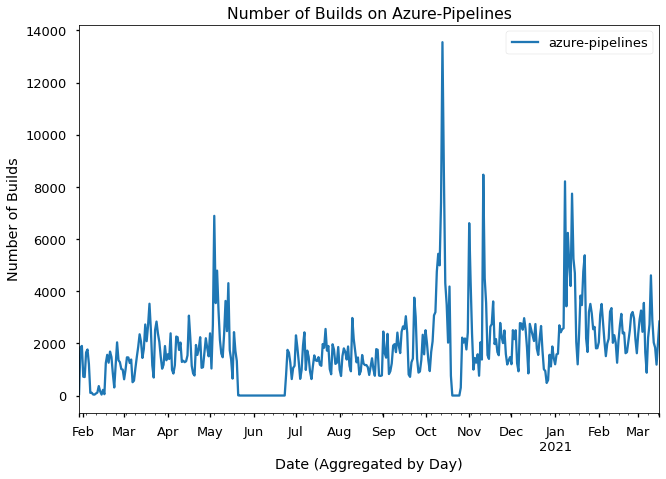 Number of Builds on Azure-Pipelines
azure-pipelines
14000
12000
10000
8000
6000
4000
2000
0
Number of Builds
Feb Mar Apr May Jun Jul Aug Sep Oct Nov Dec Jan Feb Mar
2021
Date (Aggregated by Day)